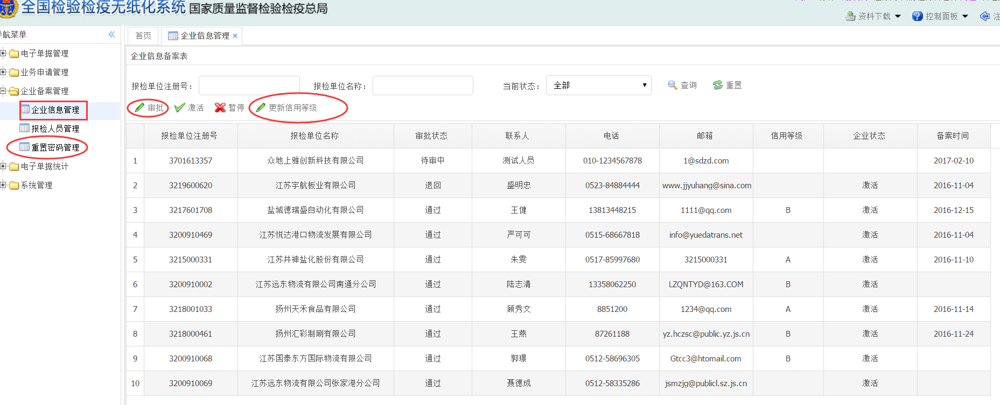 全国检验检疫无纸化系统 国家质量监督检验检疫总局
资料下载 控制面板 注
航菜单
首页 企业信息管理
电子单据管理
业务申请管理
企业备案管理
企业信息管理
报检人员管理
重置密码管理
电子单据统计
系统管理
企业信息备案表
报检单位注册号： 报检单位名称： 当前状态： 全部 查询 重置
审批 激活 暂停 更新信用等级
报检单位注册号 报检单位名称 审批状态 联系人 电话 邮箱 信用等级 企业状态 备案时间
1 3701613357 众地上雅创新科技有限公司 待审中 测试人员 010-1234567878 1@sdzd.com 2017-02-10
2 3219600620 江苏宇航板业有限公司 退回 盛明忠 0523-84884444 www.jjyuhang@sina.com 激活 2016-11-04
3 3217601708 盐城德瑞盛自动化有限公司 通过 王健 13813448215 1111@qq.com B 激活 2016-12-15
4 3200910469 江苏悦达港口物流发展有限公司 通过 严可可 0515-68667818 info@yuedatrans.net 激活 2016-11-04
5 3215000331 江苏井神盐化股份有限公司 通过 朱雯 0517-85997680 3215000331 A 激活 2016-11-10
6 3200910002 江苏远东物流有限公司南通分公司 通过 陆志清 13358062250 LZQNTYD@163.COM B 激活
7 3218001033 扬州天禾食品有限公司 通过 顾秀文 8851200 1234@qq.com A 激活 2016-11-14
8 3218000461 扬州汇彩制刷有限公司 通过 王燕 87261188 yz.hczsc@public.yz.js.cn B 激活 2016-11-24
9 3200910068 江苏国泰东方国际物流有限公司 通过 郭璟 0512-58696305 Gtcc3@htomail.com B 激活
10 3200910069 江苏远东物流有限公司张家港分公司 通过 聂德成 0512-58335286 jsmzjg@publicl.sz.js.cn 激活